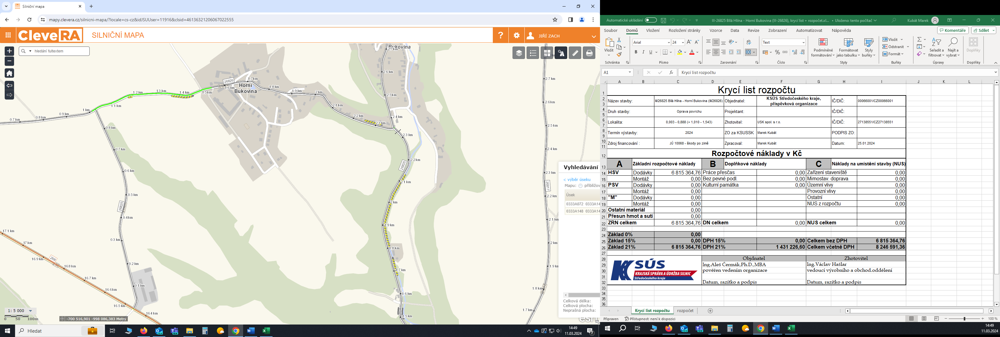 Silniční mapa
mapy.clevera.cz/silnicni-mapa/?locale=cs-cz&idJSUUser=11916&clsid=46136321206067022555
CleveRA
SILNIČNÍ MAPA
?
JIŘÍ ZACH
hledání fultextem
Bukovina
2.7 km
2.6 km
26826
1.7 km
Horní
Bukovina
1.6 km
1.8 km
1.9 km
2 km
1.2 km
1.3 km
1.4 km
1.5 km
2.5 km
2.1 km
1.1 km
1 km
0.9 km
0.8 km
0.7 km
2.2 km
2.3 km
2.4 km
2.3 km
2.2 km
26820
2.1 km
2 km
1.9 km
1.8 km
1.7 km
1.6 km
1.5 km
0.8 km
0.7 km
0.6 km
0.5 km
26825
0.4 km
0.3 km
0.2 km
0.1 km
17.1 km
17 km
16.9 km
268
16.8 km
16.7 km
16.6 km
16.5 km
16.4 km
2.7 km
2.6 km
2.5 km
2.4 km
2.3 km
26817
2.2 km
2.1 km
2 km
1.9 km
1.8 km
1.7 km
Vyhledávání
< výběr úseku
Mapu: přibližov
Úsek
0333A072 0333A14
0333A148 0333A14
Celková délka:
Celková plocha:
Neprašná plocha:
esri
1: 5 000
0 50 100m
-700 516,901 -998 086,383 Metry
Hledat
14:49
11.03.2024
7
Automatické ukládání
III-26825 Bílá Hlína - Horní Bukovina (III-26826), krycí list + rozpočet.xl... • Uloženo: tento počítač
Kubát Marek
Soubor Domů Vložení Rozložení stránky Vzorce Data Revize Zobrazení Automatizovat Nápověda
Komentáře
Sdílet
Vložit
Schránka
Arial 24
B I U
Písmo
Zarovnání
Text
% 000
Číslo
Podmíněné formátování
Formátovat jako tabulku
Styly buňky
Styly
Vložit
Odstranit
Formát
Buňky
Seřadit a filtrovat
Najít a vybrat
Úpravy
Doplňky
Doplňky
A1
fx
Krycí list rozpočtu
A B C D E F G H I J K L
Krycí list rozpočtu
Název stavby: III/26825 Bílá Hlína - Horní Bukovina (III/26826) Objednatel: KSÚS Středočeského kraje, příspěvková organizace IČ/DIČ: 00066001/CZ00066001
Druh stavby: Oprava povrchu Projektant: IČ/DIČ:
Lokalita: 0,003 - 0,888 (+ 1,010 - 1,543) Zhotovitel: USK spol. s r.o. IČ/DIČ: 27138551/CZ27138551
Termín výstavby: 2024 ZO za KSUSSK Marek Kubát PODPIS ZO:
Zdroj financování : JÚ 10068 - škody po zimě Zpracoval: Marek Kubát Datum: 25.01.2024
Rozpočtové náklady v Kč
A Základní rozpočtové náklady B Doplňkové náklady C Náklady na umístění stavby (NUS)
HSV Dodávky 6 815 364,76 Práce přesčas 0,00 Zařízení staveniště 0,00
Montáž 0,00 Bez pevné podl. 0,00 Mimostav. doprava 0,00
PSV Dodávky 0,00 Kulturní památka 0,00 Územní vlivy 0,00
Montáž 0,00 Provozní vlivy 0,00
"M" Dodávky 0,00 Ostatní 0,00
Montáž 0,00 NUS z rozpočtu 0,00
Ostatní materiál 0,00
Přesun hmot a sutí 0,00
ZRN celkem 6 815 364,76 DN celkem 0,00 NUS celkem 0,00
Základ 0% 0,00
Základ 15% 0,00 DPH 15% 0,00 Celkem bez DPH 6 815 364,76
Základ 21% 6 815 364,76 DPH 21% 1 431 226,60 Celkem včetně DPH 8 246 591,36
KSÚS
KRAJSKÁ SPRÁVA A ÚDRŽBA SILNIC
Středočeského kraje
Objdnatel
Zhotovitel
Ing.Aleš Čermák,Ph.D.,MBA
Ing.Václav Hašlar
pověřen vedením organizace
vedoucí výrobního a obchod.oddělení
Datum, razítko a podpis
Datum, razítko a podpis
Krycí list rozpočtu
rozpočet
Připraven
Přístupnost: není k dispozici
100 %
14:49
11.03.2024